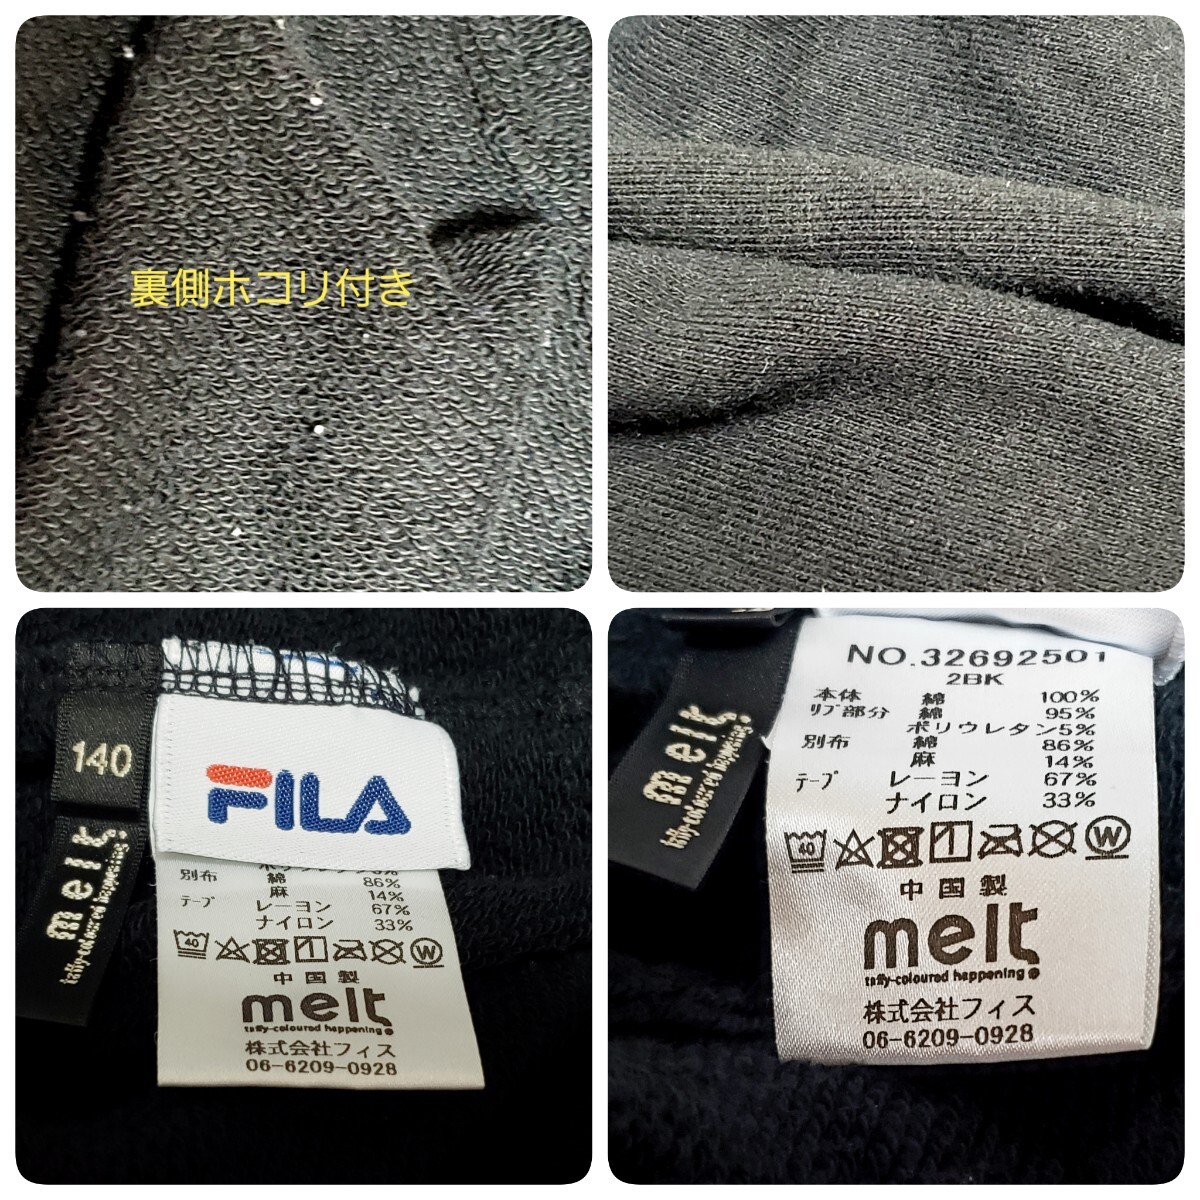 裏側ホコリ付き
140
FILA
melt
taffy-coloured happening
別布 綿 86%
麻 14%
テープ レーヨン 67%
ナイロン 33%
40
W
中国製
melt
taffy-coloured happening
株式会社フィス
06-6209-0928
melt
taffy-coloured happening
NO.32692501
2BK
本体 綿 100%
リブ部分 綿 95%
ポリウレタン5%
別布 綿 86%
麻 14%
テープ レーヨン 67%
ナイロン 33%
40
W
中国製
melt
taffy-coloured happening
株式会社フィス
06-6209-0928